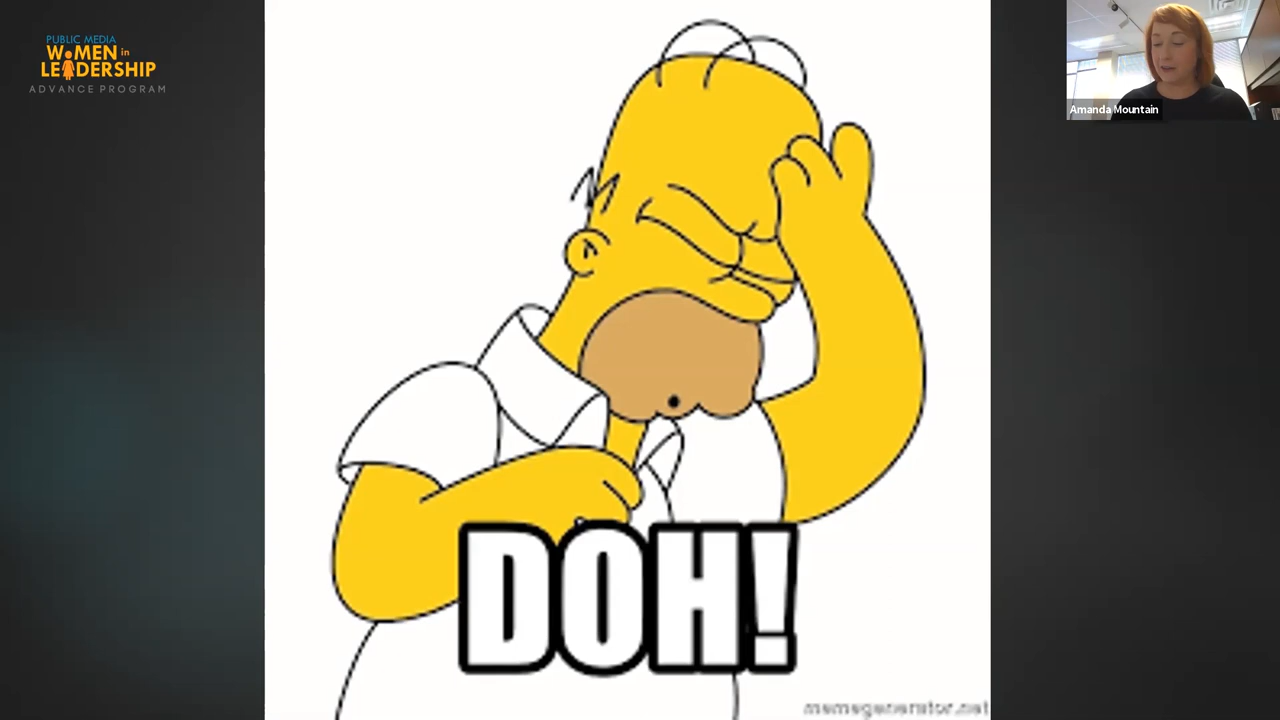 PUBLIC MEDIA
WOMEN in
LEADERSHIP
ADVANCE PROGRAM
Amanda Mountain
DOH!
memegenerator.net